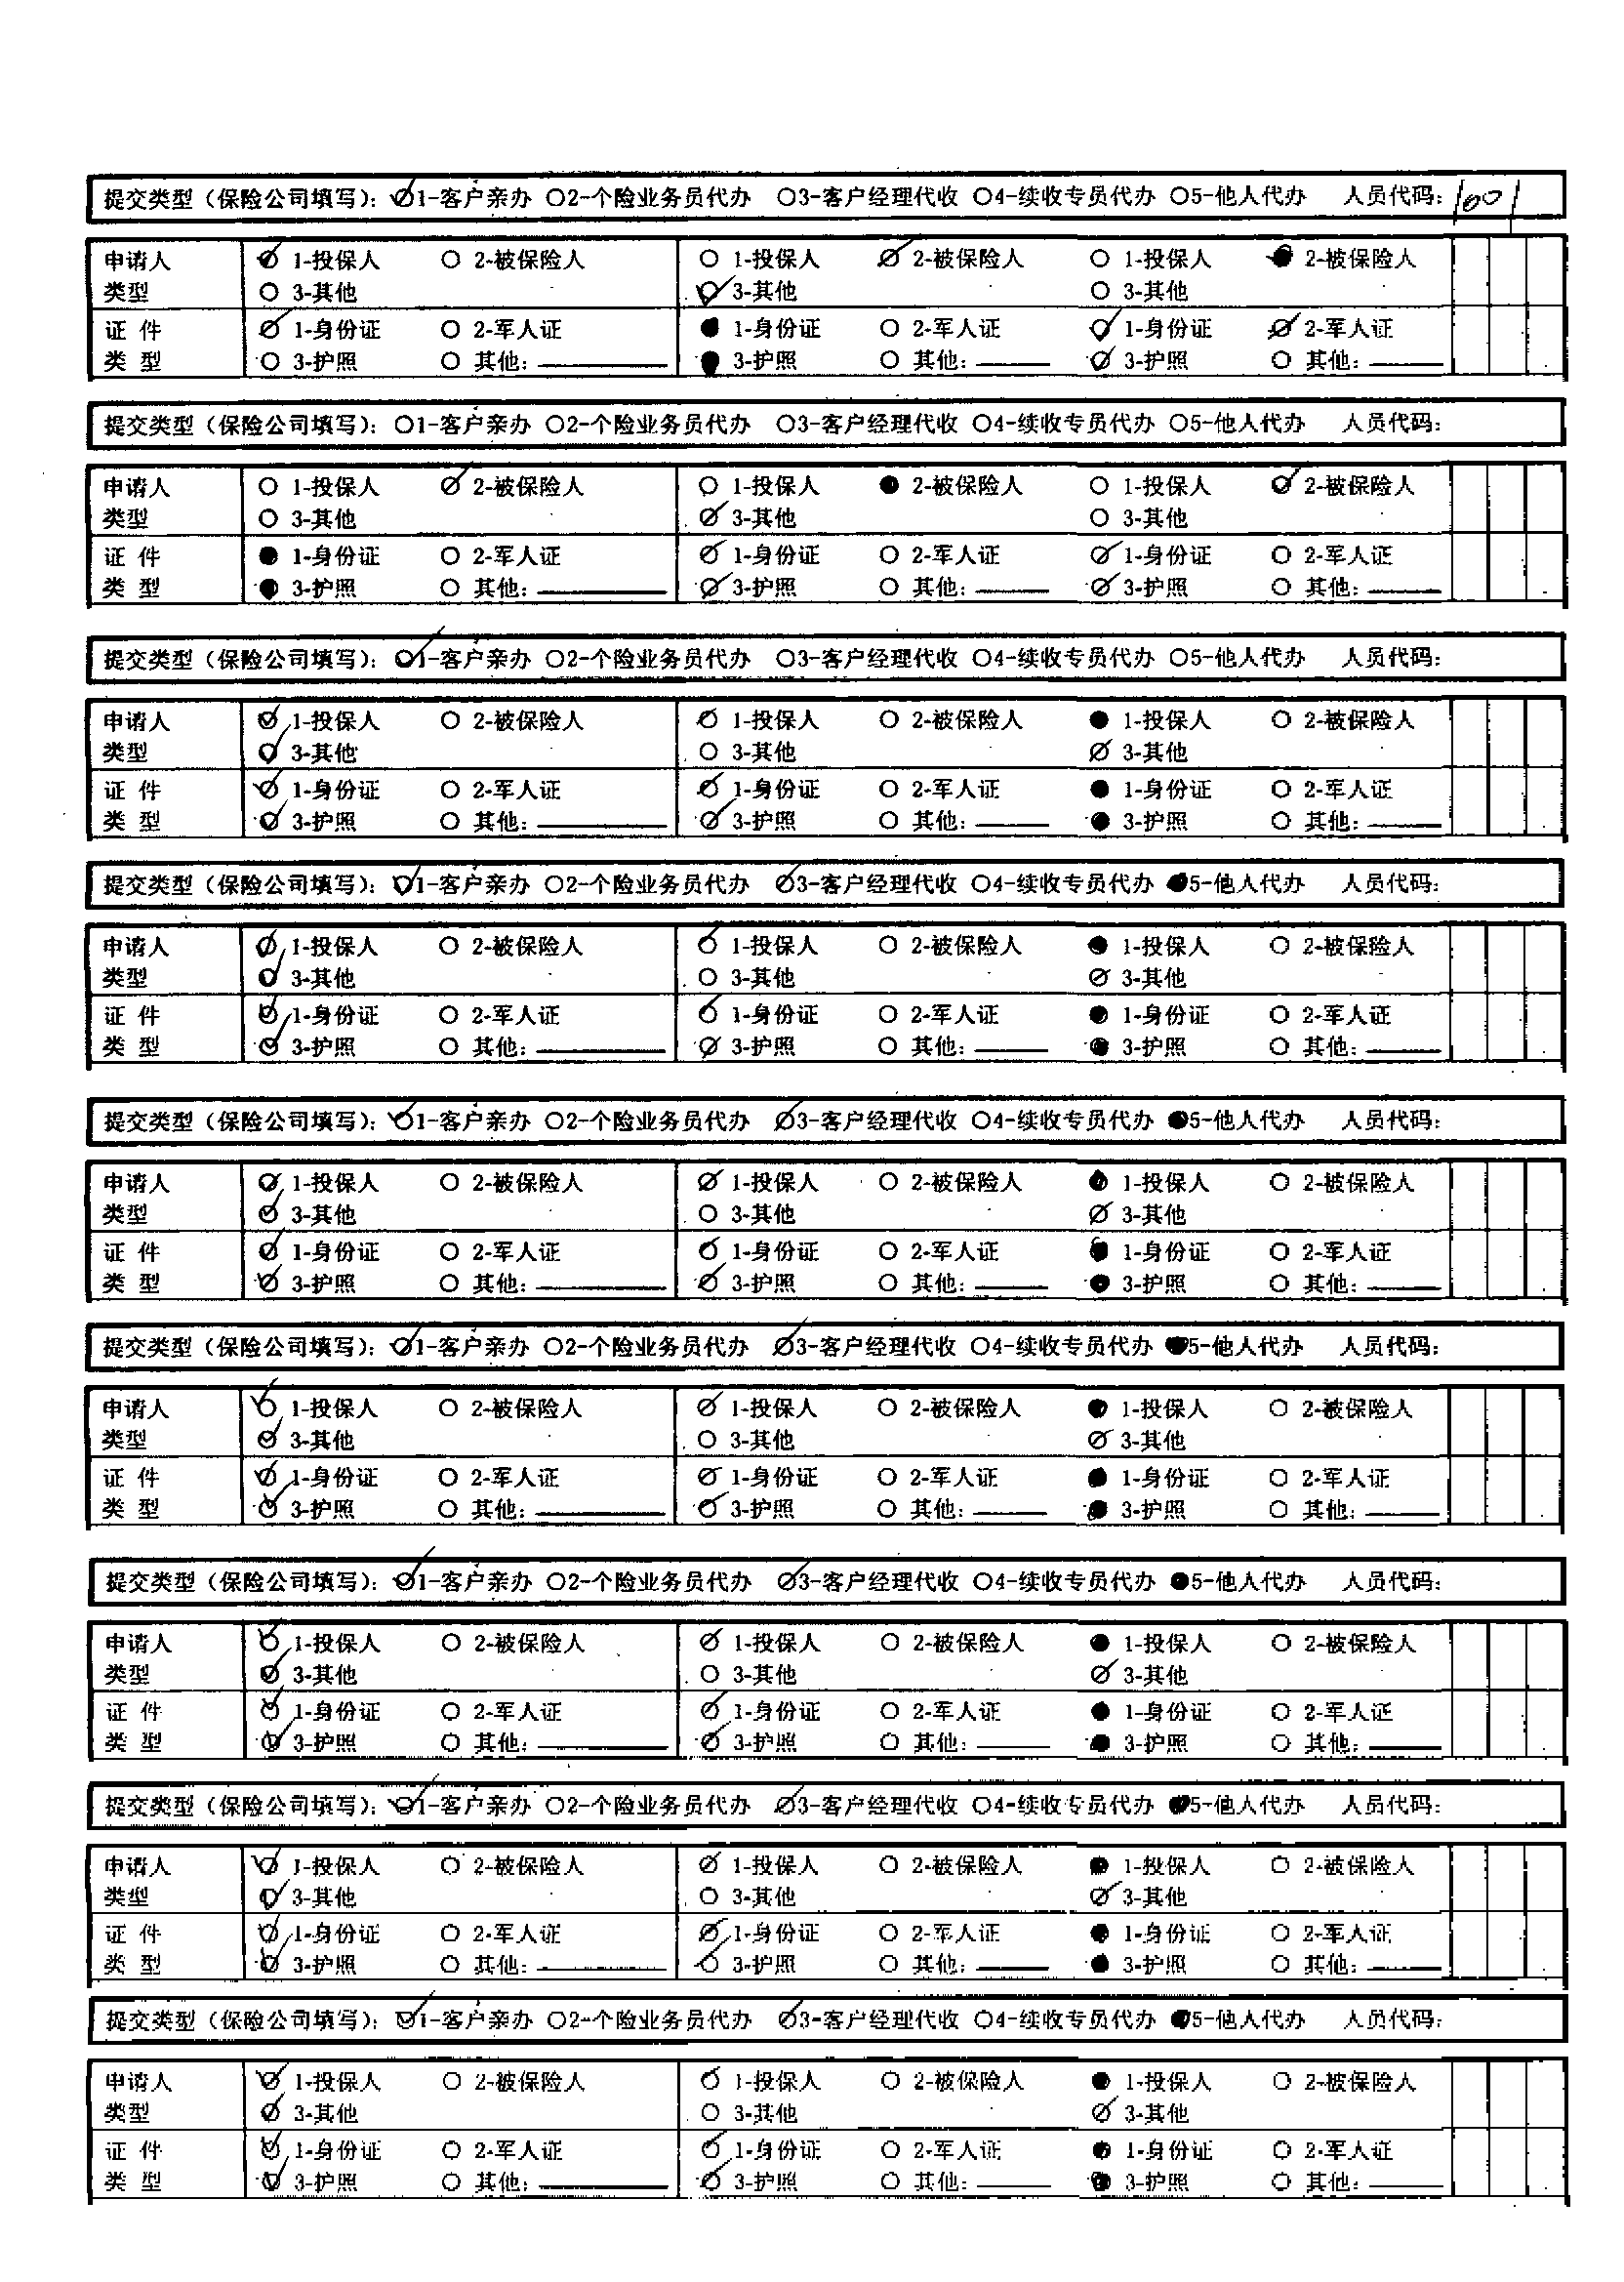 提交类型（保险公司填写）：○1-客户亲办 ○2-个险业务员代办 ○3-客户经理代收 ○4-续收专员代办 ○5-他人代办 人员代码：
申请人 ○ 1-投保人 ○ 2-被保险人 ○ 1-投保人 ○ 2-被保险人 ○ 1-投保人 ● 2-被保险人
类型 ○ 3-其他 ○ 3-其他 ○ 3-其他
证 件 ○ 1-身份证 ○ 2-军人证 ● 1-身份证 ○ 2-军人证 ○ 1-身份证 ○ 2-军人证
类 型 ○ 3-护照 ○ 其他： ● 3-护照 ○ 其他： ○ 3-护照 ○ 其他：
提交类型（保险公司填写）：○1-客户亲办 ○2-个险业务员代办 ○3-客户经理代收 ○4-续收专员代办 ○5-他人代办 人员代码：
申请人 ○ 1-投保人 ○ 2-被保险人 ○ 1-投保人 ● 2-被保险人 ○ 1-投保人 ○ 2-被保险人
类型 ○ 3-其他 ○ 3-其他 ○ 3-其他
证 件 ● 1-身份证 ○ 2-军人证 ○ 1-身份证 ○ 2-军人证 ○ 1-身份证 ○ 2-军人证
类 型 ● 3-护照 ○ 其他： ○ 3-护照 ○ 其他： ○ 3-护照 ○ 其他：
提交类型（保险公司填写）：○1-客户亲办 ○2-个险业务员代办 ○3-客户经理代收 ○4-续收专员代办 ○5-他人代办 人员代码：
申请人 ○ 1-投保人 ○ 2-被保险人 ○ 1-投保人 ○ 2-被保险人 ● 1-投保人 ○ 2-被保险人
类型 ○ 3-其他 ○ 3-其他 ○ 3-其他
证 件 ○ 1-身份证 ○ 2-军人证 ○ 1-身份证 ○ 2-军人证 ● 1-身份证 ○ 2-军人证
类 型 ○ 3-护照 ○ 其他： ○ 3-护照 ○ 其他： ● 3-护照 ○ 其他：
提交类型（保险公司填写）：○1-客户亲办 ○2-个险业务员代办 ○3-客户经理代收 ○4-续收专员代办 ●5-他人代办 人员代码：
申请人 ○ 1-投保人 ○ 2-被保险人 ○ 1-投保人 ○ 2-被保险人 ● 1-投保人 ○ 2-被保险人
类型 ○ 3-其他 ○ 3-其他 ○ 3-其他
证 件 ○ 1-身份证 ○ 2-军人证 ○ 1-身份证 ○ 2-军人证 ● 1-身份证 ○ 2-军人证
类 型 ○ 3-护照 ○ 其他： ○ 3-护照 ○ 其他： ● 3-护照 ○ 其他：
提交类型（保险公司填写）：○1-客户亲办 ○2-个险业务员代办 ○3-客户经理代收 ○4-续收专员代办 ●5-他人代办 人员代码：
申请人 ○ 1-投保人 ○ 2-被保险人 ○ 1-投保人 ○ 2-被保险人 ● 1-投保人 ○ 2-被保险人
类型 ○ 3-其他 ○ 3-其他 ○ 3-其他
证 件 ○ 1-身份证 ○ 2-军人证 ○ 1-身份证 ○ 2-军人证 ● 1-身份证 ○ 2-军人证
类 型 ○ 3-护照 ○ 其他： ○ 3-护照 ○ 其他： ● 3-护照 ○ 其他：
提交类型（保险公司填写）：○1-客户亲办 ○2-个险业务员代办 ○3-客户经理代收 ○4-续收专员代办 ●5-他人代办 人员代码：
申请人 ○ 1-投保人 ○ 2-被保险人 ○ 1-投保人 ○ 2-被保险人 ● 1-投保人 ○ 2-被保险人
类型 ○ 3-其他 ○ 3-其他 ○ 3-其他
证 件 ○ 1-身份证 ○ 2-军人证 ○ 1-身份证 ○ 2-军人证 ● 1-身份证 ○ 2-军人证
类 型 ○ 3-护照 ○ 其他： ○ 3-护照 ○ 其他： ● 3-护照 ○ 其他：
提交类型（保险公司填写）：○1-客户亲办 ○2-个险业务员代办 ○3-客户经理代收 ○4-续收专员代办 ●5-他人代办 人员代码：
申请人 ○ 1-投保人 ○ 2-被保险人 ○ 1-投保人 ○ 2-被保险人 ● 1-投保人 ○ 2-被保险人
类型 ○ 3-其他 ○ 3-其他 ○ 3-其他
证 件 ○ 1-身份证 ○ 2-军人证 ○ 1-身份证 ○ 2-军人证 ● 1-身份证 ○ 2-军人证
类 型 ○ 3-护照 ○ 其他： ○ 3-护照 ○ 其他： ● 3-护照 ○ 其他：
提交类型（保险公司填写）：○1-客户亲办 ○2-个险业务员代办 ○3-客户经理代收 ○4-续收专员代办 ●5-他人代办 人员代码：
申请人 ○ 1-投保人 ○ 2-被保险人 ○ 1-投保人 ○ 2-被保险人 ● 1-投保人 ○ 2-被保险人
类型 ○ 3-其他 ○ 3-其他 ○ 3-其他
证 件 ○ 1-身份证 ○ 2-军人证 ○ 1-身份证 ○ 2-军人证 ● 1-身份证 ○ 2-军人证
类 型 ○ 3-护照 ○ 其他： ○ 3-护照 ○ 其他： ● 3-护照 ○ 其他：
提交类型（保险公司填写）：○1-客户亲办 ○2-个险业务员代办 ○3-客户经理代收 ○4-续收专员代办 ●5-他人代办 人员代码：
申请人 ○ 1-投保人 ○ 2-被保险人 ○ 1-投保人 ○ 2-被保险人 ● 1-投保人 ○ 2-被保险人
类型 ○ 3-其他 ○ 3-其他 ○ 3-其他
证 件 ○ 1-身份证 ○ 2-军人证 ○ 1-身份证 ○ 2-军人证 ● 1-身份证 ○ 2-军人证
类 型 ○ 3-护照 ○ 其他： ○ 3-护照 ○ 其他： ● 3-护照 ○ 其他：